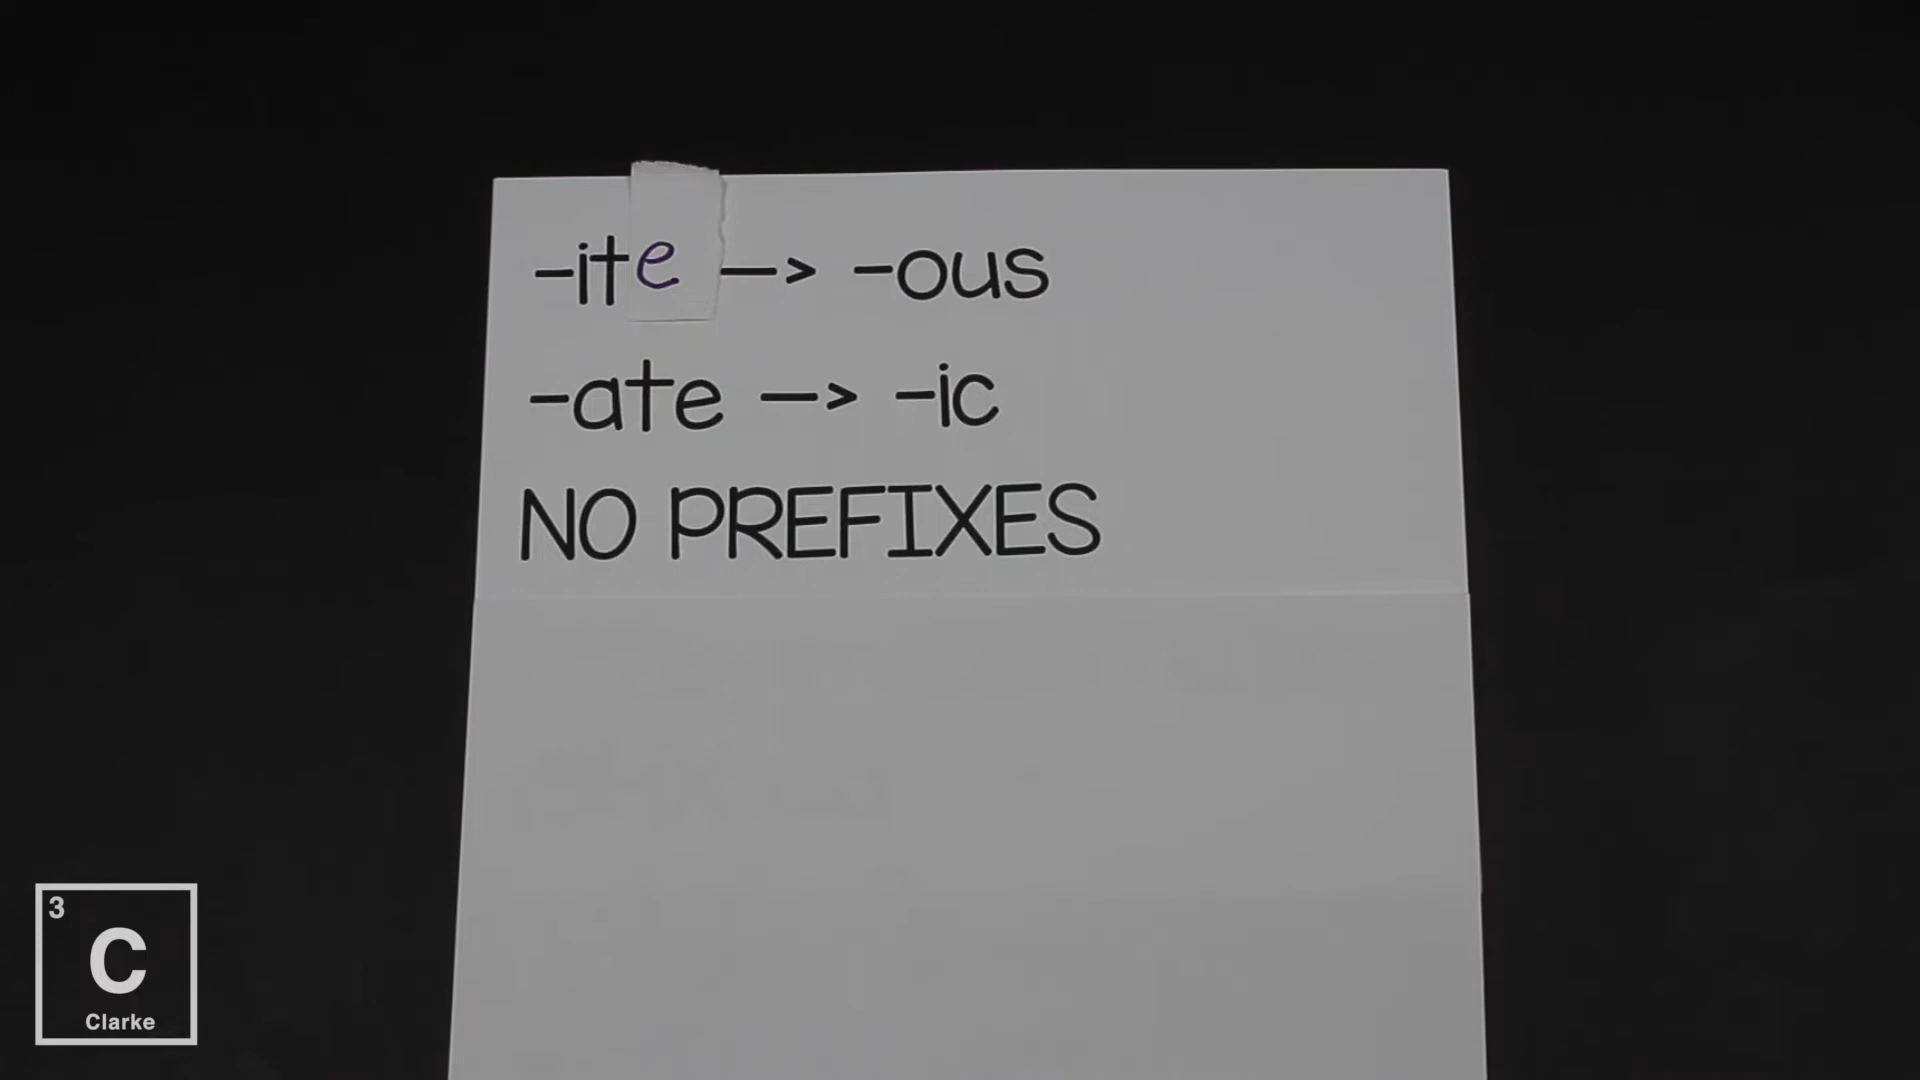 -ite —> -ous
-ate —> -ic
NO PREFIXES
3
C
Clarke